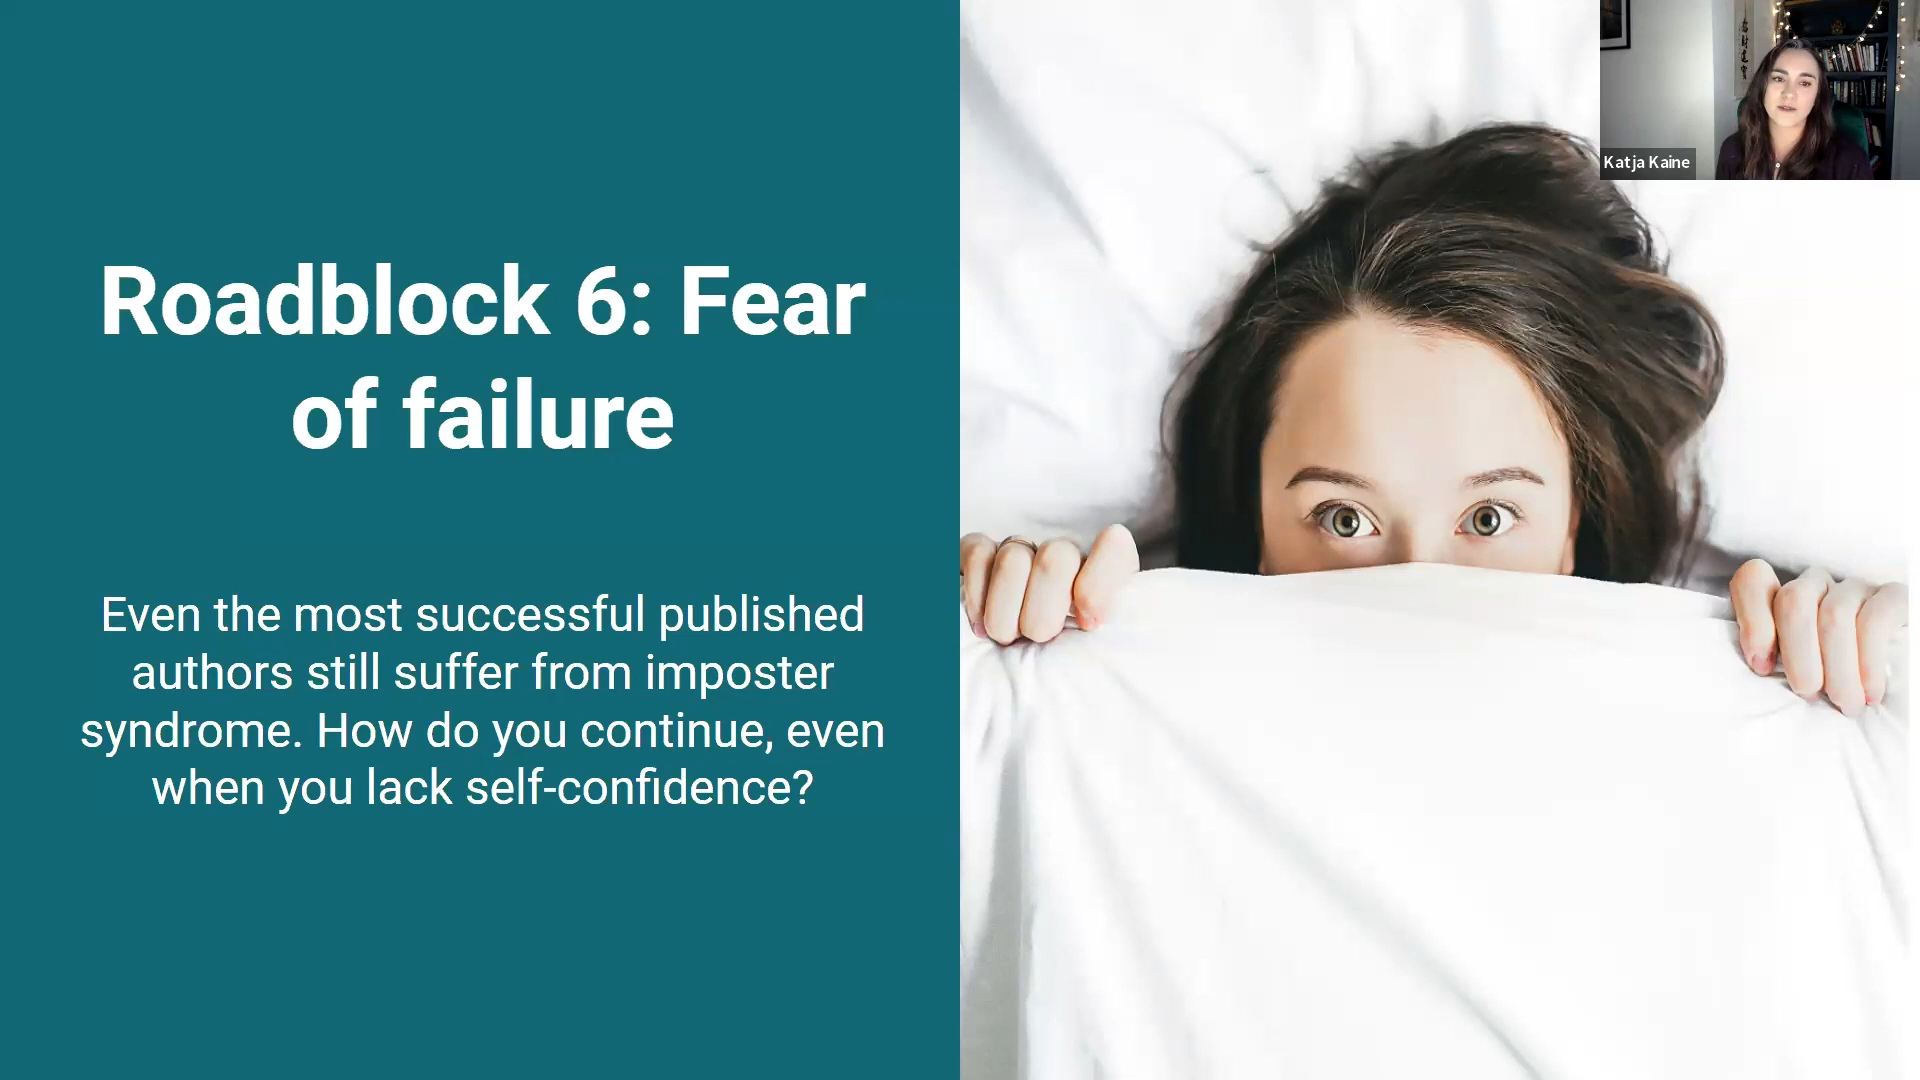 Roadblock 6: Fear
of failure
Even the most successful published
authors still suffer from imposter
syndrome. How do you continue, even
when you lack self-confidence?
Katja Kaine